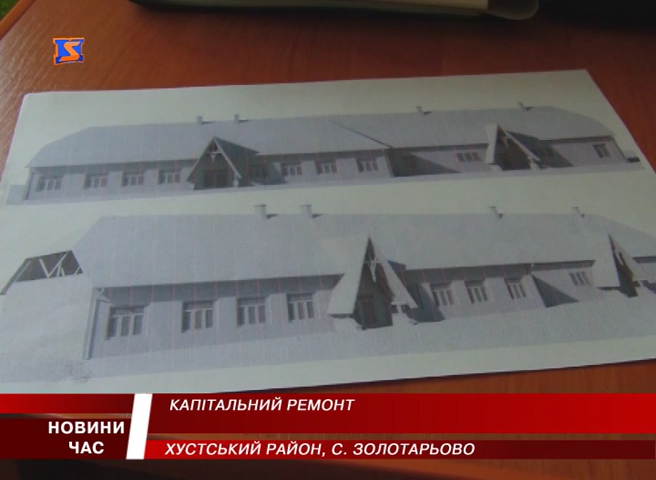 КАПІТАЛЬНИЙ РЕМОНТ
НОВИНИ
ЧАС
ХУСТСЬКИЙ РАЙОН, С. ЗОЛОТАРЬОВО